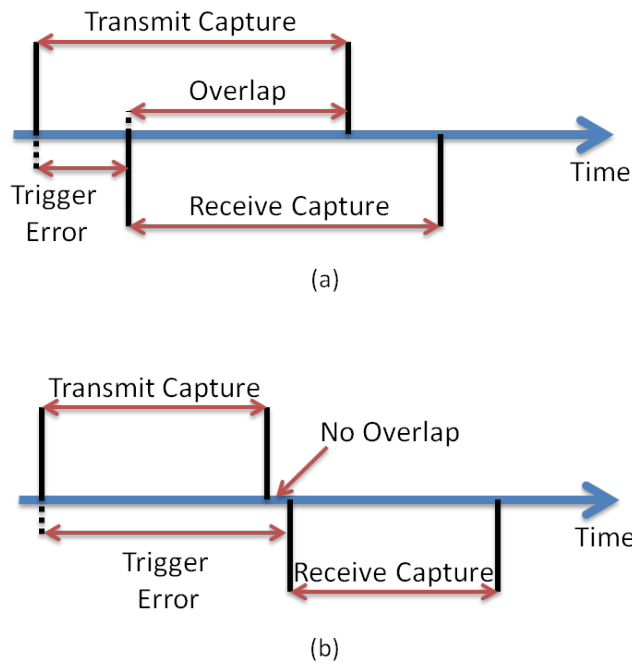 Transmit Capture
Overlap
Time
Trigger
Error
Receive Capture
(a)
Transmit Capture
No Overlap
Time
Trigger
Error
Receive Capture
(b)